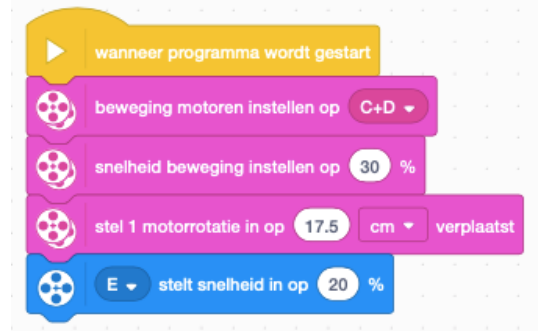 wanneer programma wordt gestart
beweging motoren instellen op C+D
snelheid beweging instellen op 30 %
stel 1 motorrotatie in op 17.5 cm verplaatst
E stelt snelheid in op 20 %